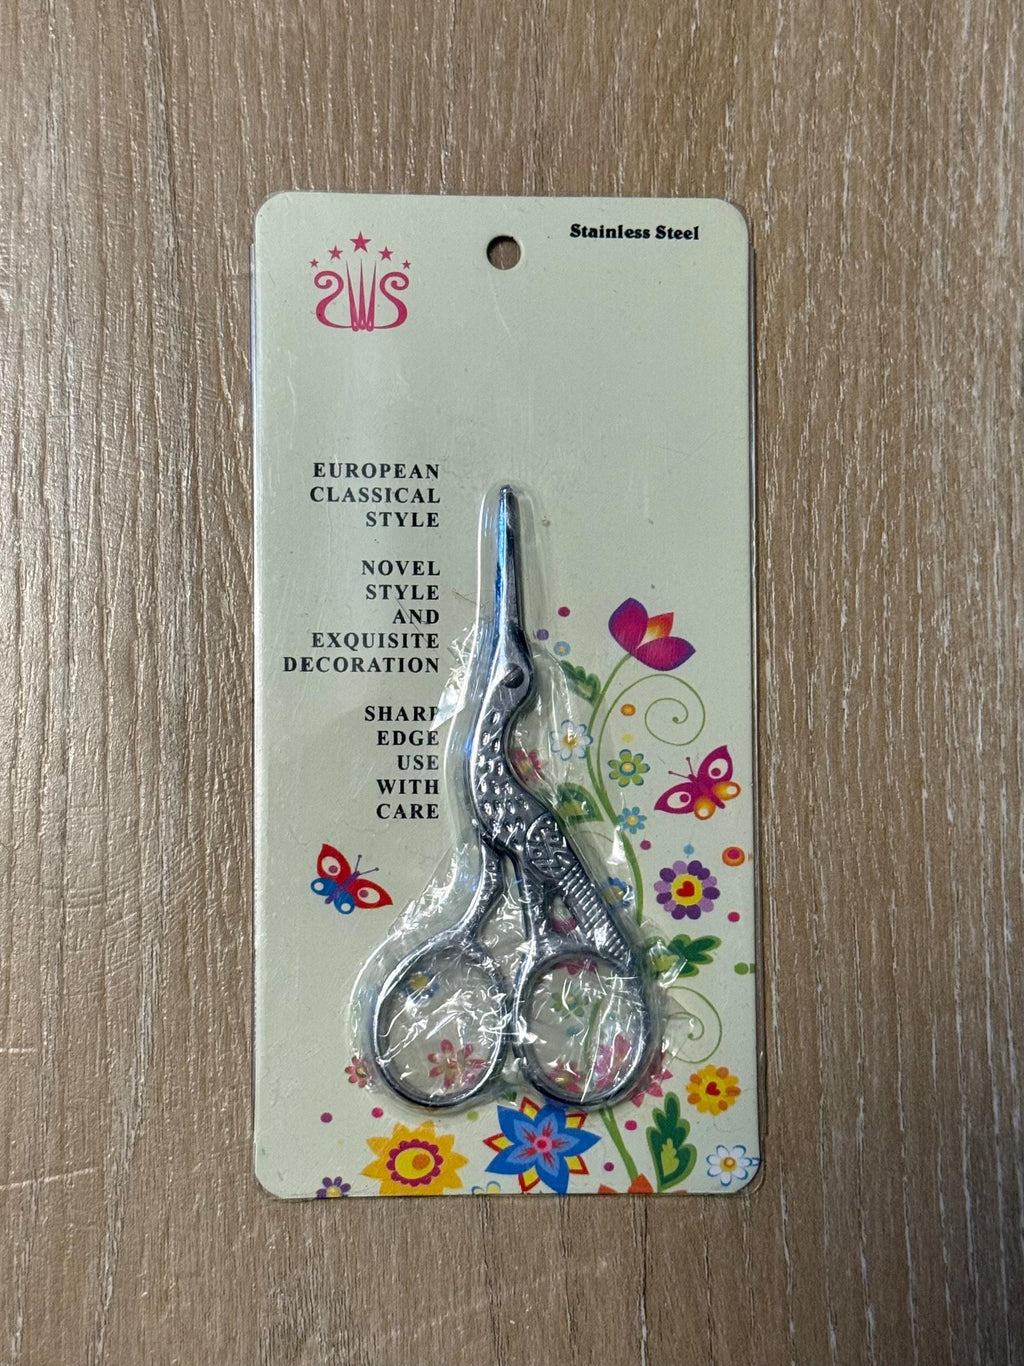 Stainless Steel
EUROPEAN
CLASSICAL
STYLE
NOVEL
STYLE
AND
EXQUISITE
DECORATION
SHARP
EDGE
USE
WITH
CARE